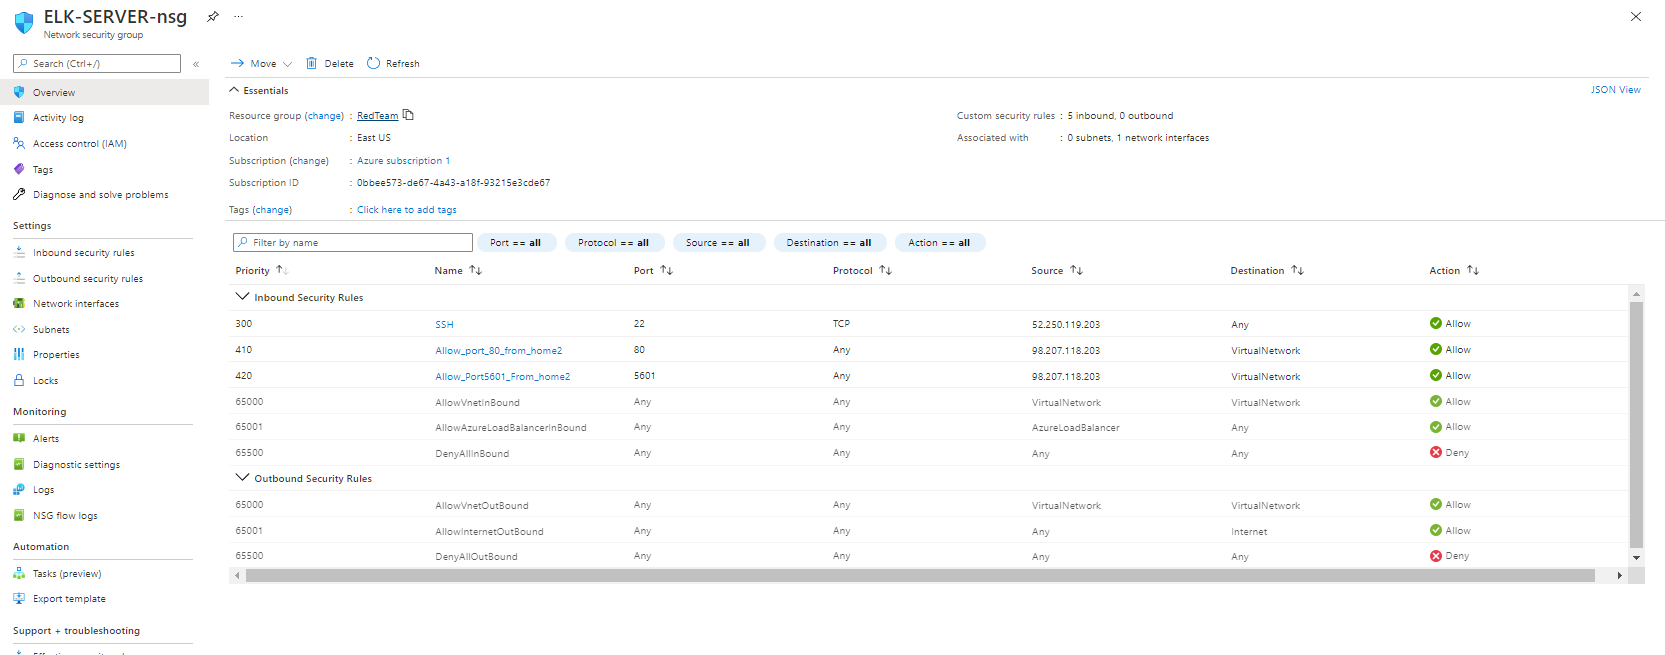 ELK-SERVER-nsg
Network security group
Search (Ctrl+/)
Overview
Activity log
Access control (IAM)
Tags
Diagnose and solve problems
Settings
Inbound security rules
Outbound security rules
Network interfaces
Subnets
Properties
Locks
Monitoring
Alerts
Diagnostic settings
Logs
NSG flow logs
Automation
Tasks (preview)
Export template
Support + troubleshooting
Move Delete Refresh
Essentials JSON View
Resource group (change) : RedTeam
Location : East US
Subscription (change) : Azure subscription 1
Subscription ID : 0bbee573-de67-4a43-a18f-93215e3cde67
Tags (change) : Click here to add tags
Custom security rules : 5 inbound, 0 outbound
Associated with : 0 subnets, 1 network interfaces
Filter by name Port == all Protocol == all Source == all Destination == all Action == all
Priority Name Port Protocol Source Destination Action
Inbound Security Rules
300 SSH 22 TCP 52.250.119.203 Any Allow
410 Allow_port_80_from_home2 80 Any 98.207.118.203 VirtualNetwork Allow
420 Allow_Port5601_From_home2 5601 Any 98.207.118.203 VirtualNetwork Allow
65000 AllowVnetInBound Any Any VirtualNetwork VirtualNetwork Allow
65001 AllowAzureLoadBalancerInBound Any Any AzureLoadBalancer Any Allow
65500 DenyAllInBound Any Any Any Any Deny
Outbound Security Rules
65000 AllowVnetOutBound Any Any VirtualNetwork VirtualNetwork Allow
65001 AllowInternetOutBound Any Any Any Internet Allow
65500 DenyAllOutBound Any Any Any Any Deny